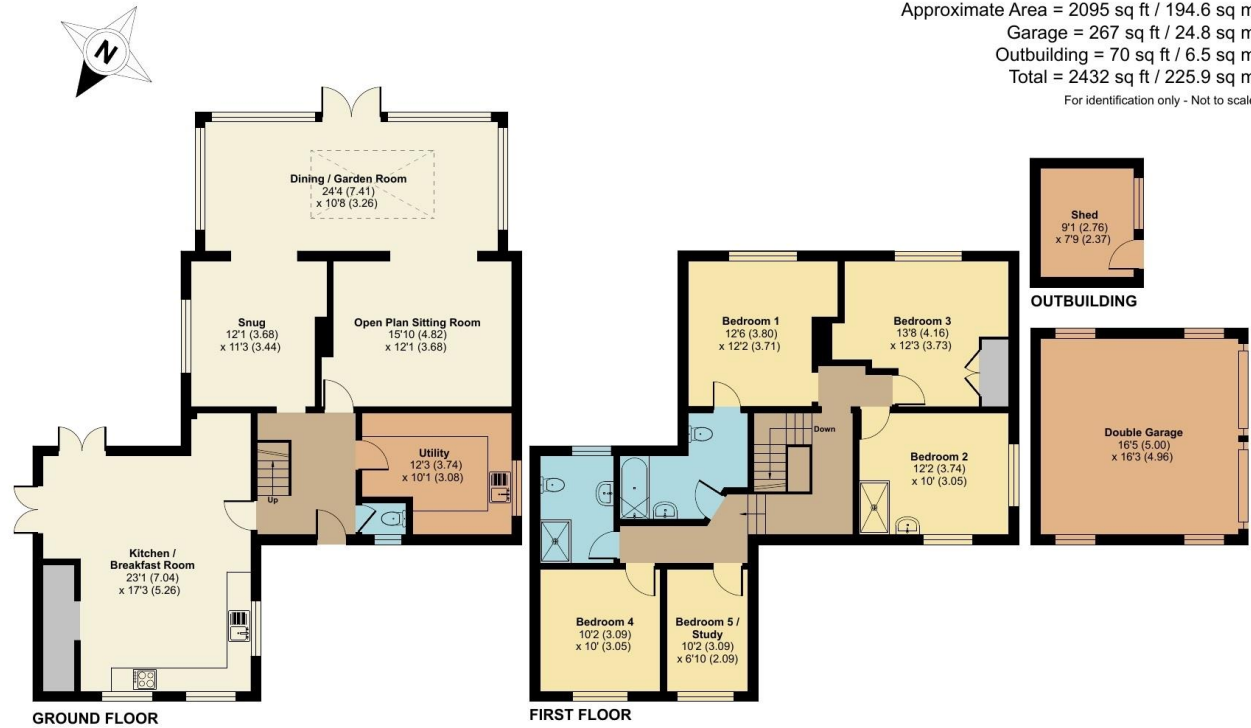 Approximate Area = 2095 sq ft / 194.6 sq m
Garage = 267 sq ft / 24.8 sq m
Outbuilding = 70 sq ft / 6.5 sq m
Total = 2432 sq ft / 225.9 sq m
For identification only - Not to scale
N
Dining / Garden Room
24'4 (7.41)
x 10'8 (3.26)
Snug
12'1 (3.68)
x 11'3 (3.44)
Open Plan Sitting Room
15'10 (4.82)
x 12'1 (3.68)
Utility
12'3 (3.74)
x 10'1 (3.08)
Up
Kitchen /
Breakfast Room
23'1 (7.04)
x 17'3 (5.26)
GROUND FLOOR
Bedroom 1
12'6 (3.80)
x 12'2 (3.71)
Bedroom 3
13'8 (4.16)
x 12'3 (3.73)
Down
Bedroom 2
12'2 (3.74)
x 10' (3.05)
Bedroom 4
10'2 (3.09)
x 10' (3.05)
Bedroom 5 /
Study
10'2 (3.09)
x 6'10 (2.09)
FIRST FLOOR
Shed
9'1 (2.76)
x 7'9 (2.37)
OUTBUILDING
Double Garage
16'5 (5.00)
x 16'3 (4.96)